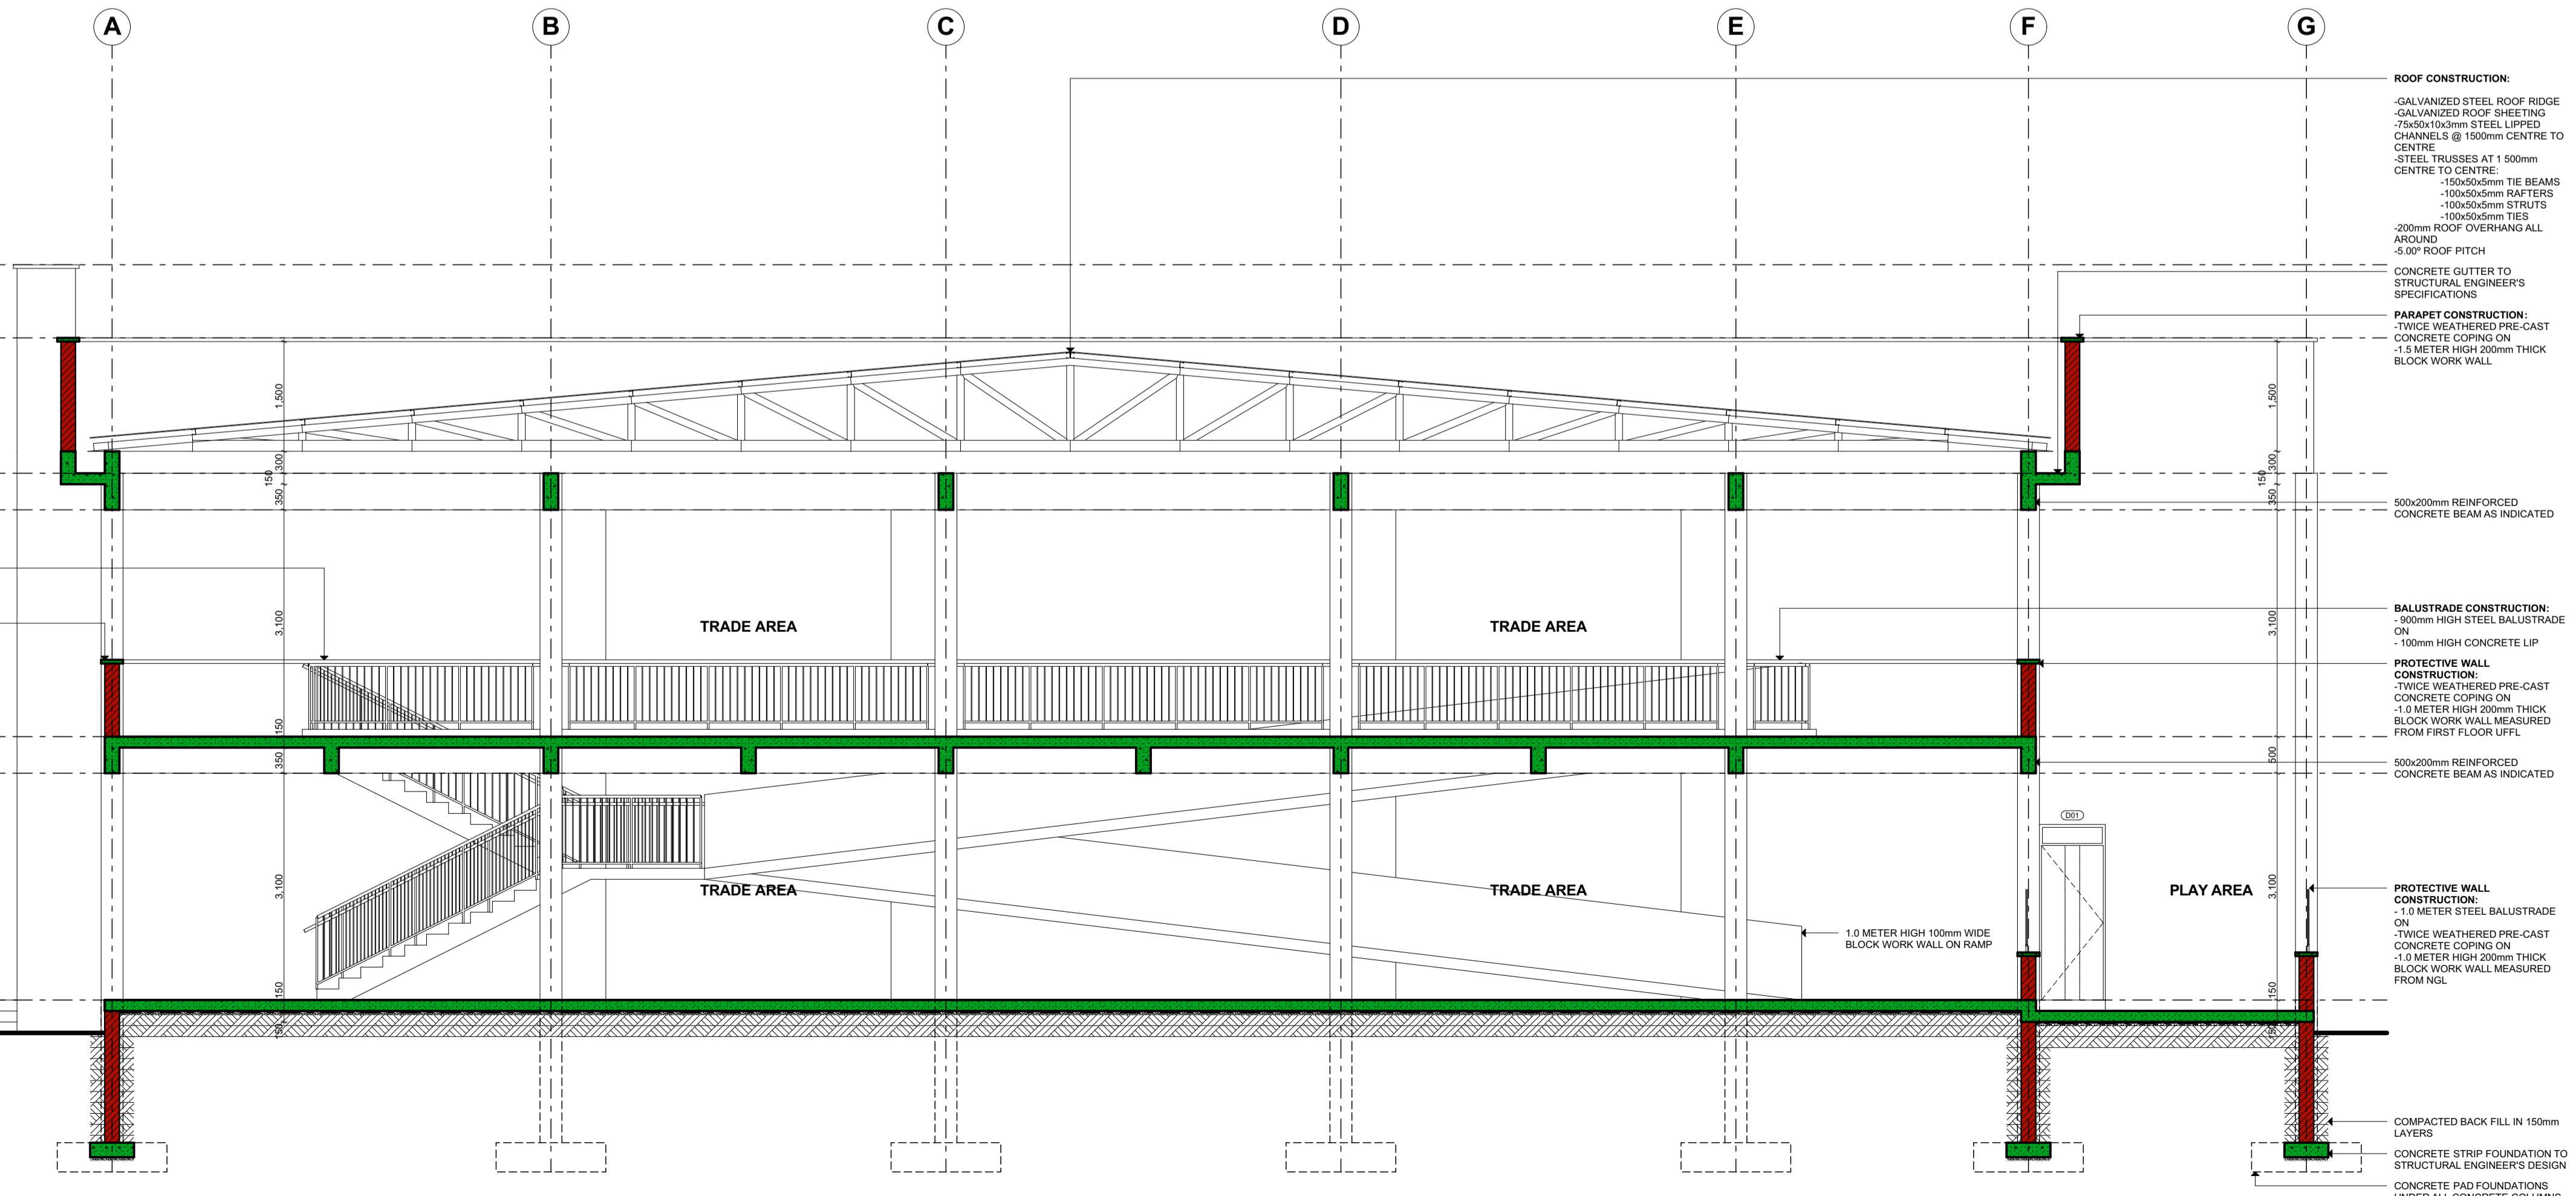 A
B
C
D
E
F
G
ROOF CONSTRUCTION:
-GALVANIZED STEEL ROOF RIDGE
-GALVANIZED ROOF SHEETING
-75x50x10x3mm STEEL LIPPED
CHANNELS @ 1500mm CENTRE TO
CENTRE
-STEEL TRUSSES AT 1 500mm
CENTRE TO CENTRE:
-150x50x5mm TIE BEAMS
-100x50x5mm RAFTERS
-100x50x5mm STRUTS
-100x50x5mm TIES
-200mm ROOF OVERHANG ALL
AROUND
-5.00º ROOF PITCH
CONCRETE GUTTER TO
STRUCTURAL ENGINEER'S
SPECIFICATIONS
PARAPET CONSTRUCTION:
-TWICE WEATHERED PRE-CAST
CONCRETE COPING ON
-1.5 METER HIGH 200mm THICK
BLOCK WORK WALL
1,500
1,500
300
150
350
300
150
350
500x200mm REINFORCED
CONCRETE BEAM AS INDICATED
3,100
TRADE AREA
TRADE AREA
3,100
BALUSTRADE CONSTRUCTION:
- 900mm HIGH STEEL BALUSTRADE
ON
- 100mm HIGH CONCRETE LIP
PROTECTIVE WALL
CONSTRUCTION:
-TWICE WEATHERED PRE-CAST
CONCRETE COPING ON
-1.0 METER HIGH 200mm THICK
BLOCK WORK WALL MEASURED
FROM FIRST FLOOR UFFL
150
350
500
500x200mm REINFORCED
CONCRETE BEAM AS INDICATED
D01
3,100
TRADE AREA
TRADE AREA
PLAY AREA
3,100
PROTECTIVE WALL
CONSTRUCTION:
- 1.0 METER STEEL BALUSTRADE
ON
-TWICE WEATHERED PRE-CAST
CONCRETE COPING ON
-1.0 METER HIGH 200mm THICK
BLOCK WORK WALL MEASURED
FROM NGL
1.0 METER HIGH 100mm WIDE
BLOCK WORK WALL ON RAMP
150
150
150
COMPACTED BACK FILL IN 150mm
LAYERS
CONCRETE STRIP FOUNDATION TO
STRUCTURAL ENGINEER'S DESIGN
CONCRETE PAD FOUNDATIONS
UNDER ALL CONCRETE COLUMNS